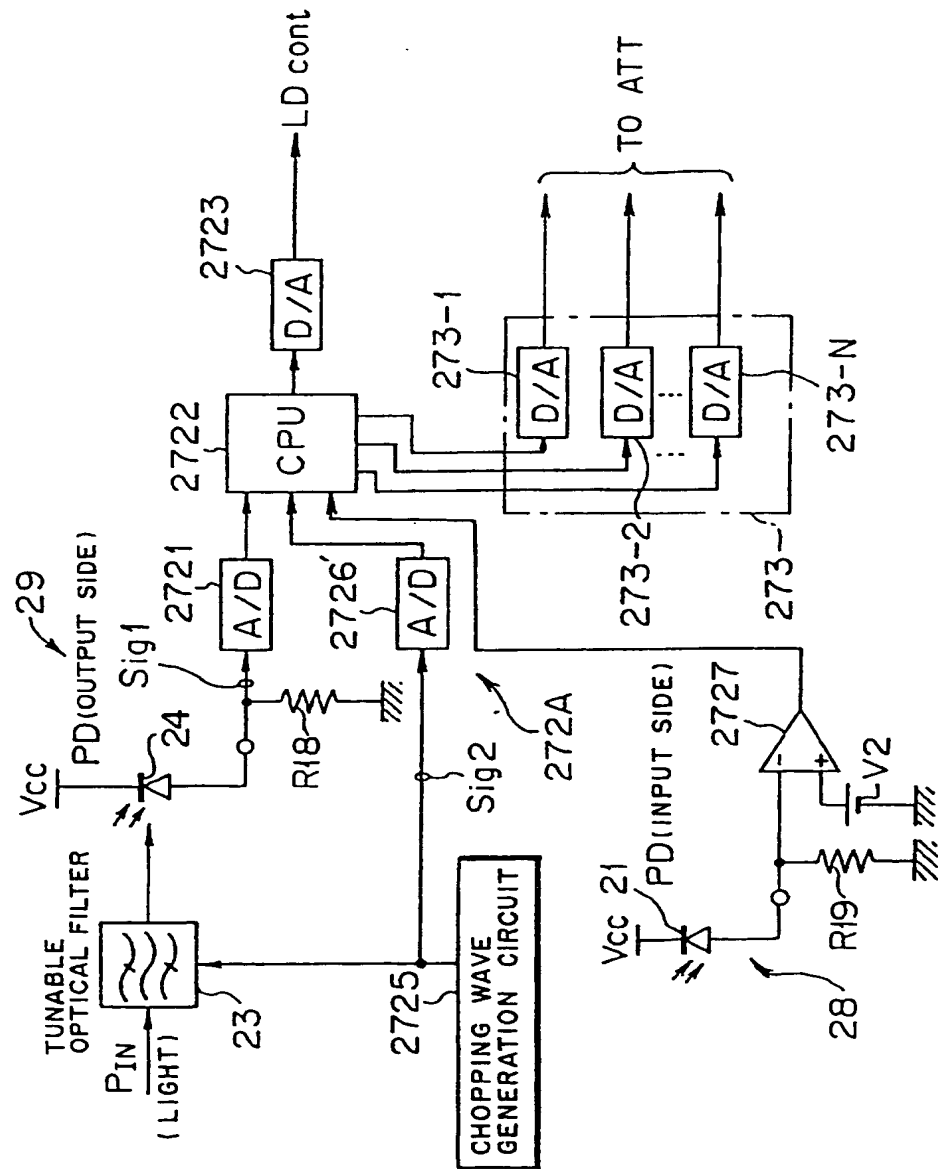 TUNABLE
OPTICAL FILTER
PIN
(LIGHT)
23
Vcc
24
PD(OUTPUT SIDE)
29
Sig1
R18
2721
A/D
2722
CPU
2723
D/A
LD cont
2726'
A/D
Sig2
272A
2725
CHOPPING WAVE
GENERATION CIRCUIT
Vcc
21
PD(INPUT SIDE)
28
R19
2727
-
+
V2
273-1
D/A
D/A
273-2
D/A
273-N
273
TO ATT